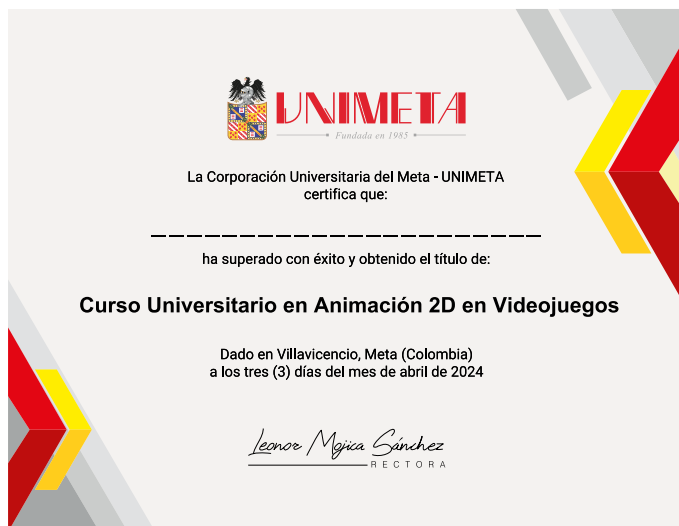 UNIMETA
Fundada en 1985
La Corporación Universitaria del Meta - UNIMETA
certifica que:
ha superado con éxito y obtenido el título de:
Curso Universitario en Animación 2D en Videojuegos
Dado en Villavicencio, Meta (Colombia)
a los tres (3) días del mes de abril de 2024
Leonor Mojica Sánchez
RECTORA